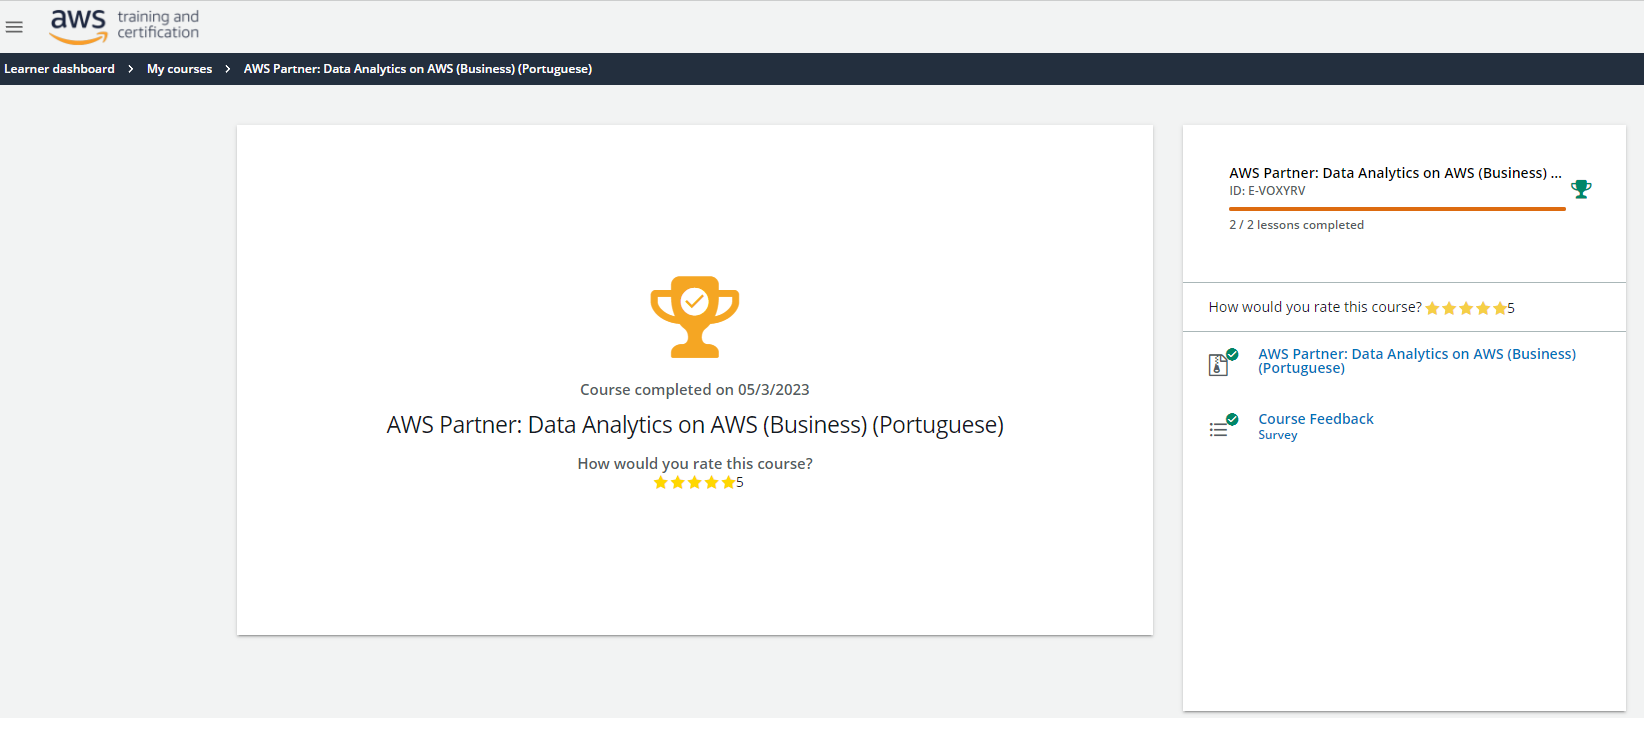 aws training and
certification
Learner dashboard > My courses > AWS Partner: Data Analytics on AWS (Business) (Portuguese)
Course completed on 05/3/2023
AWS Partner: Data Analytics on AWS (Business) (Portuguese)
How would you rate this course?
5
AWS Partner: Data Analytics on AWS (Business) ...
ID: E-VOXYRV
2 / 2 lessons completed
How would you rate this course? 5
AWS Partner: Data Analytics on AWS (Business)
(Portuguese)
Course Feedback
Survey